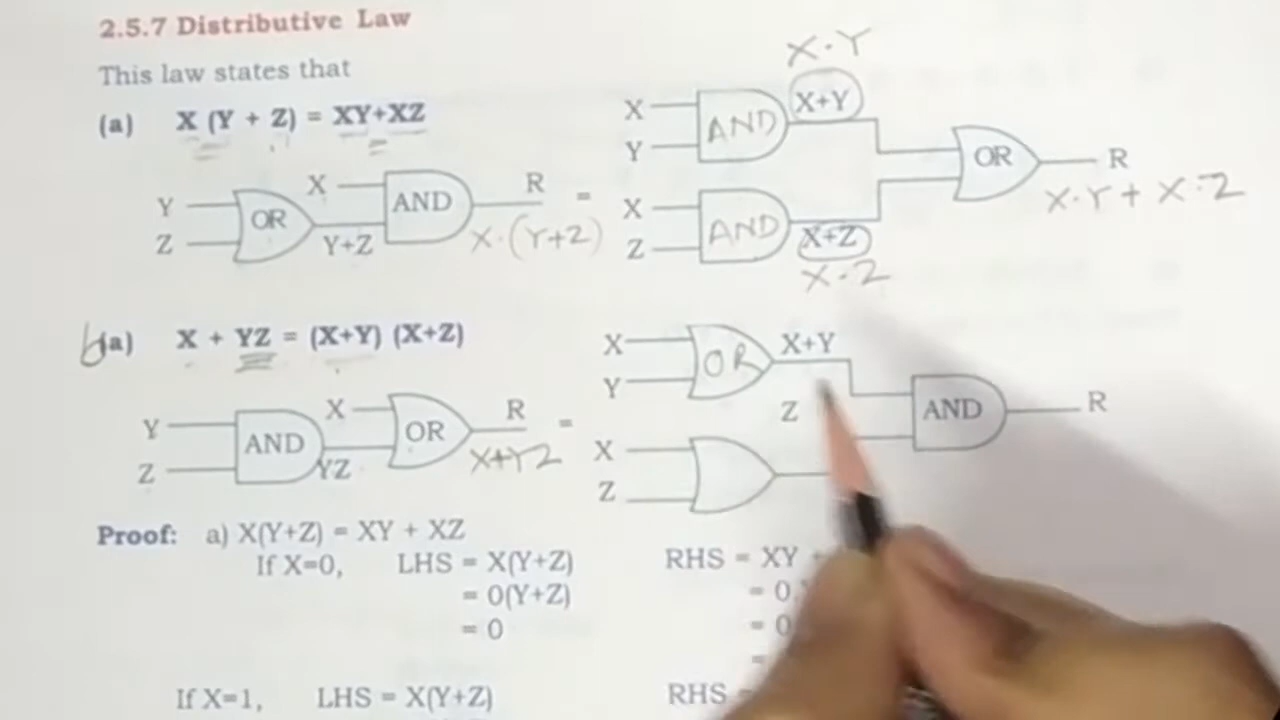 2.5.7 Distributive Law
This law states that
(a) X (Y + Z) = XY+XZ
Y
Z
OR
X
Y+Z
AND
R
X·(Y+Z)
=
X
Y
AND
X·Y
X+Y
X
Z
AND
X+Z
X·Z
OR
R
X·Y + X·Z
b (a) X + YZ = (X+Y) (X+Z)
Y
Z
AND
X
YZ
OR
R
X+YZ
=
X
Y
OR
X+Y
Z
X
Z
AND
R
Proof: a) X(Y+Z) = XY + XZ
If X=0, LHS = X(Y+Z) RHS = XY +
= 0(Y+Z) = 0
= 0 = 0
=
If X=1, LHS = X(Y+Z) RHS =